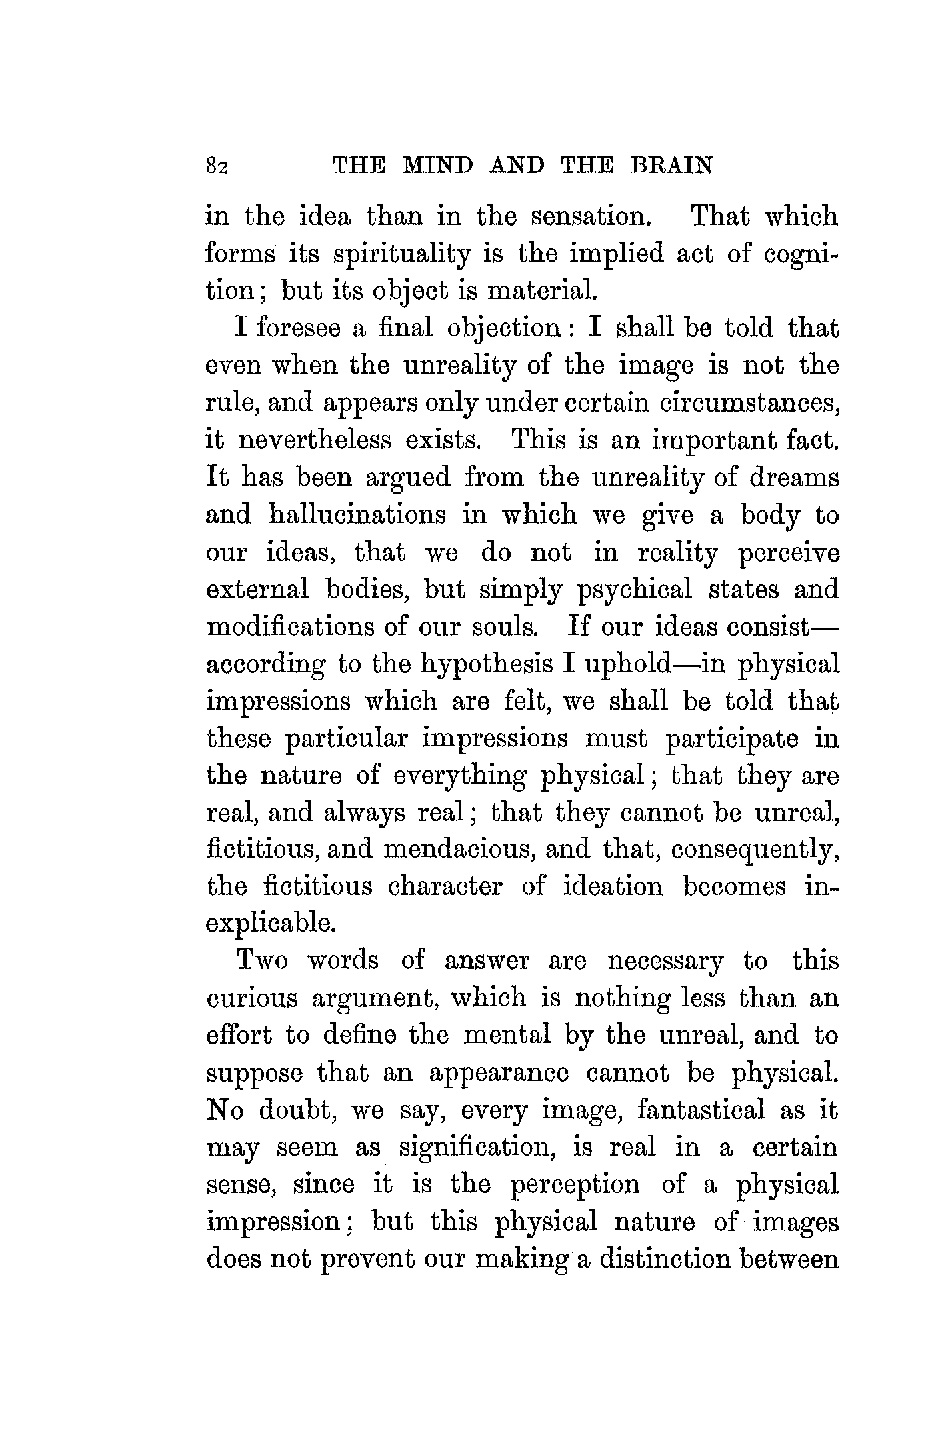 82 THE MIND AND THE BRAIN
in the idea than in the sensation. That which
forms its spirituality is the implied act of cogni-
tion; but its object is material.
I foresee a final objection: I shall be told that
even when the unreality of the image is not the
rule, and appears only under certain circumstances,
it nevertheless exists. This is an important fact.
It has been argued from the unreality of dreams
and hallucinations in which we give a body to
our ideas, that we do not in reality perceive
external bodies, but simply psychical states and
modifications of our souls. If our ideas consist—
according to the hypothesis I uphold—in physical
impressions which are felt, we shall be told that
these particular impressions must participate in
the nature of everything physical; that they are
real, and always real; that they cannot be unreal,
fictitious, and mendacious, and that, consequently,
the fictitious character of ideation becomes in-
explicable.
Two words of answer are necessary to this
curious argument, which is nothing less than an
effort to define the mental by the unreal, and to
suppose that an appearance cannot be physical.
No doubt, we say, every image, fantastical as it
may seem as signification, is real in a certain
sense, since it is the perception of a physical
impression; but this physical nature of images
does not prevent our making a distinction between